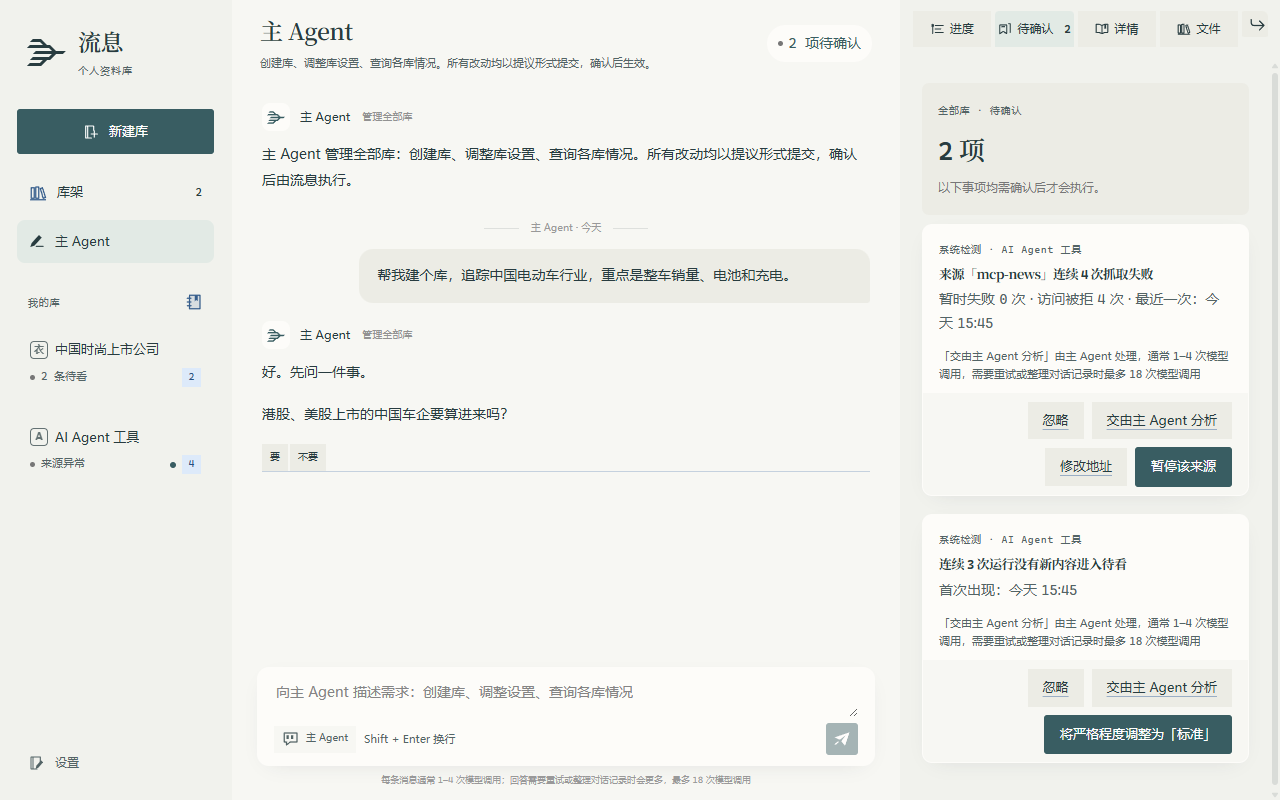 流息
个人资料库
新建库
库架 2
主 Agent
我的库
衣 中国时尚上市公司
2 条待看 2
A AI Agent 工具
来源异常 4
设置
主 Agent
创建库、调整库设置、查询各库情况。所有改动均以提议形式提交，确认后生效。
2 项待确认
主 Agent 管理全部库
主 Agent 管理全部库：创建库、调整库设置、查询各库情况。所有改动均以提议形式提交，确认
后由流息执行。
主 Agent · 今天
帮我建个库，追踪中国电动车行业，重点是整车销量、电池和充电。
主 Agent 管理全部库
好。先问一件事。
港股、美股上市的中国车企要算进来吗？
要 不要
向主 Agent 描述需求：创建库、调整设置、查询各库情况
主 Agent Shift + Enter 换行
每条消息通常 1–4 次模型调用；回答需要重试或整理对话记录时会更多，最多 18 次模型调用
进度 待确认 2 详情 文件
全部库 · 待确认
2 项
以下事项均需确认后才会执行。
系统检测 · AI Agent 工具
来源「mcp-news」连续 4 次抓取失败
暂时失败 0 次 · 访问被拒 4 次 · 最近一次：今
天 15:45
「交由主 Agent 分析」由主 Agent 处理，通常 1–4 次模型
调用，需要重试或整理对话记录时最多 18 次模型调用
忽略 交由主 Agent 分析
修改地址 暂停该来源
系统检测 · AI Agent 工具
连续 3 次运行没有新内容进入待看
首次出现：今天 15:45
「交由主 Agent 分析」由主 Agent 处理，通常 1–4 次模型
调用，需要重试或整理对话记录时最多 18 次模型调用
忽略 交由主 Agent 分析
将严格程度调整为「标准」